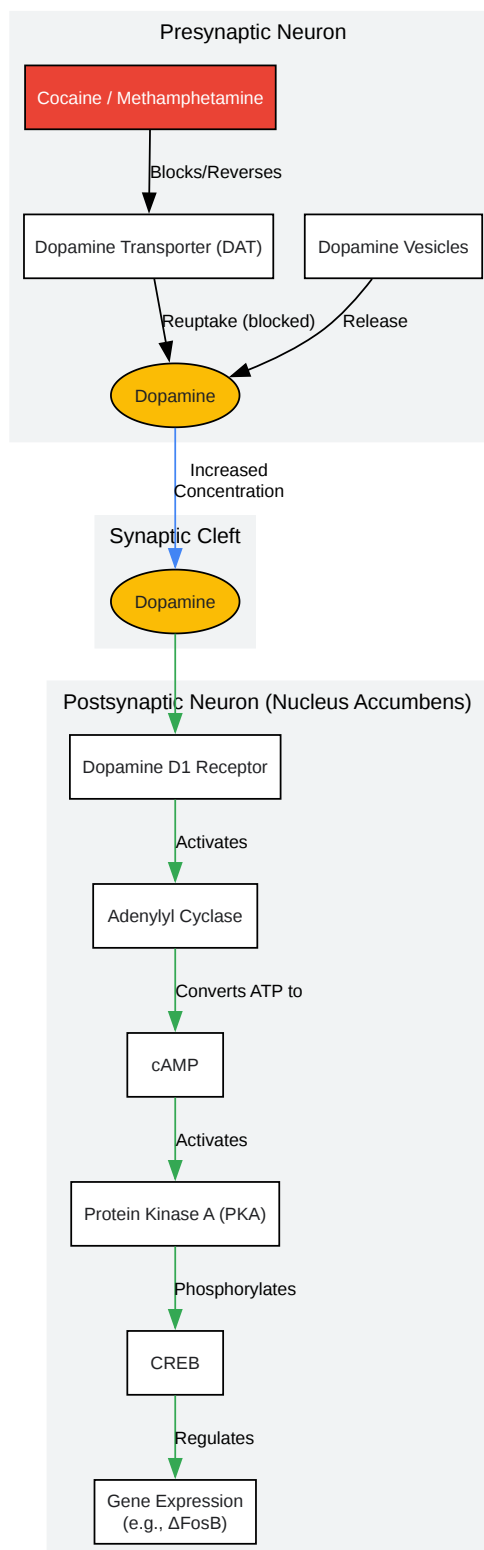 Presynaptic Neuron
Cocaine / Methamphetamine
Blocks/Reverses
Dopamine Transporter (DAT)
Dopamine Vesicles
Reuptake (blocked)
Release
Dopamine
Increased
Concentration
Synaptic Cleft
Dopamine
Postsynaptic Neuron (Nucleus Accumbens)
Dopamine D1 Receptor
Activates
Adenylyl Cyclase
Converts ATP to
cAMP
Activates
Protein Kinase A (PKA)
Phosphorylates
CREB
Regulates
Gene Expression
(e.g., ΔFosB)